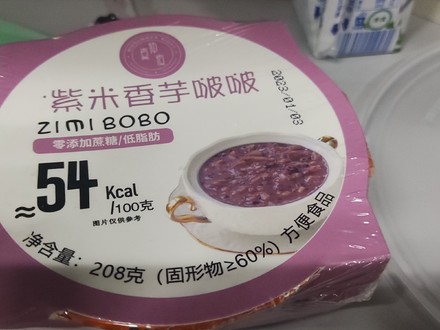 紫米香芋啵啵
ZIMI BOBO
零添加蔗糖/低脂肪
≈54 Kcal
/100克
图片仅供参考
净含量：208克（固形物≥60%）方便食品
2023/01/03